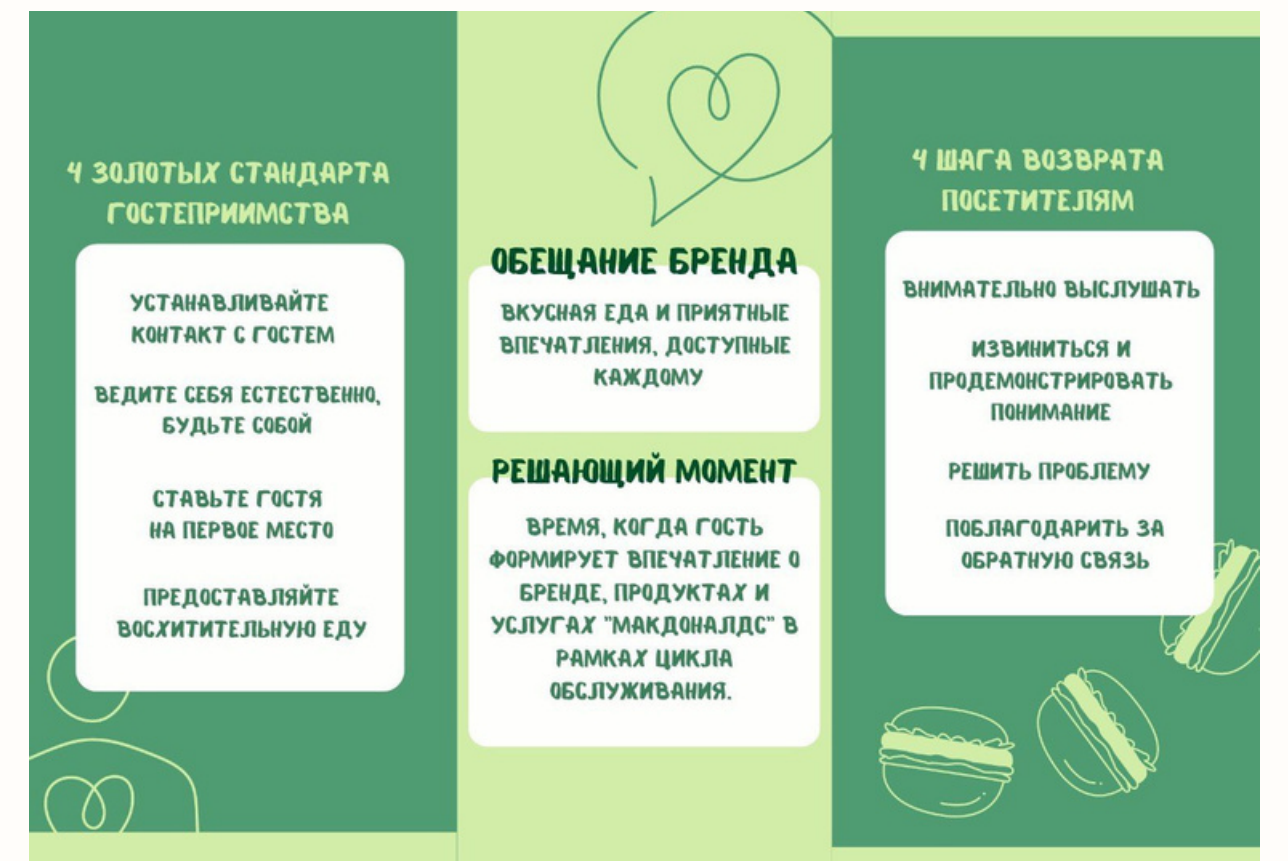 4 ЗОЛОТЫХ СТАНДАРТА
ГОСТЕПРИИМСТВА
УСТАНАВЛИВАЙТЕ
КОНТАКТ С ГОСТЕМ
ВЕДИТЕ СЕБЯ ЕСТЕСТВЕННО,
БУДЬТЕ СОБОЙ
СТАВЬТЕ ГОСТЯ
НА ПЕРВОЕ МЕСТО
ПРЕДОСТАВЛЯЙТЕ
ВОСХИТИТЕЛЬНУЮ ЕДУ
ОБЕЩАНИЕ БРЕНДА
ВКУСНАЯ ЕДА И ПРИЯТНЫЕ
ВПЕЧАТЛЕНИЯ, ДОСТУПНЫЕ
КАЖДОМУ
РЕШАЮЩИЙ МОМЕНТ
ВРЕМЯ, КОГДА ГОСТЬ
ФОРМИРУЕТ ВПЕЧАТЛЕНИЕ О
БРЕНДЕ, ПРОДУКТАХ И
УСЛУГАХ "МАКДОНАЛДС" В
РАМКАХ ЦИКЛА
ОБСЛУЖИВАНИЯ.
4 ШАГА ВОЗВРАТА
ПОСЕТИТЕЛЯМ
ВНИМАТЕЛЬНО ВЫСЛУШАТЬ
ИЗВИНИТЬСЯ И
ПРОДЕМОНСТРИРОВАТЬ
ПОНИМАНИЕ
РЕШИТЬ ПРОБЛЕМУ
ПОБЛАГОДАРИТЬ ЗА
ОБРАТНУЮ СВЯЗЬ